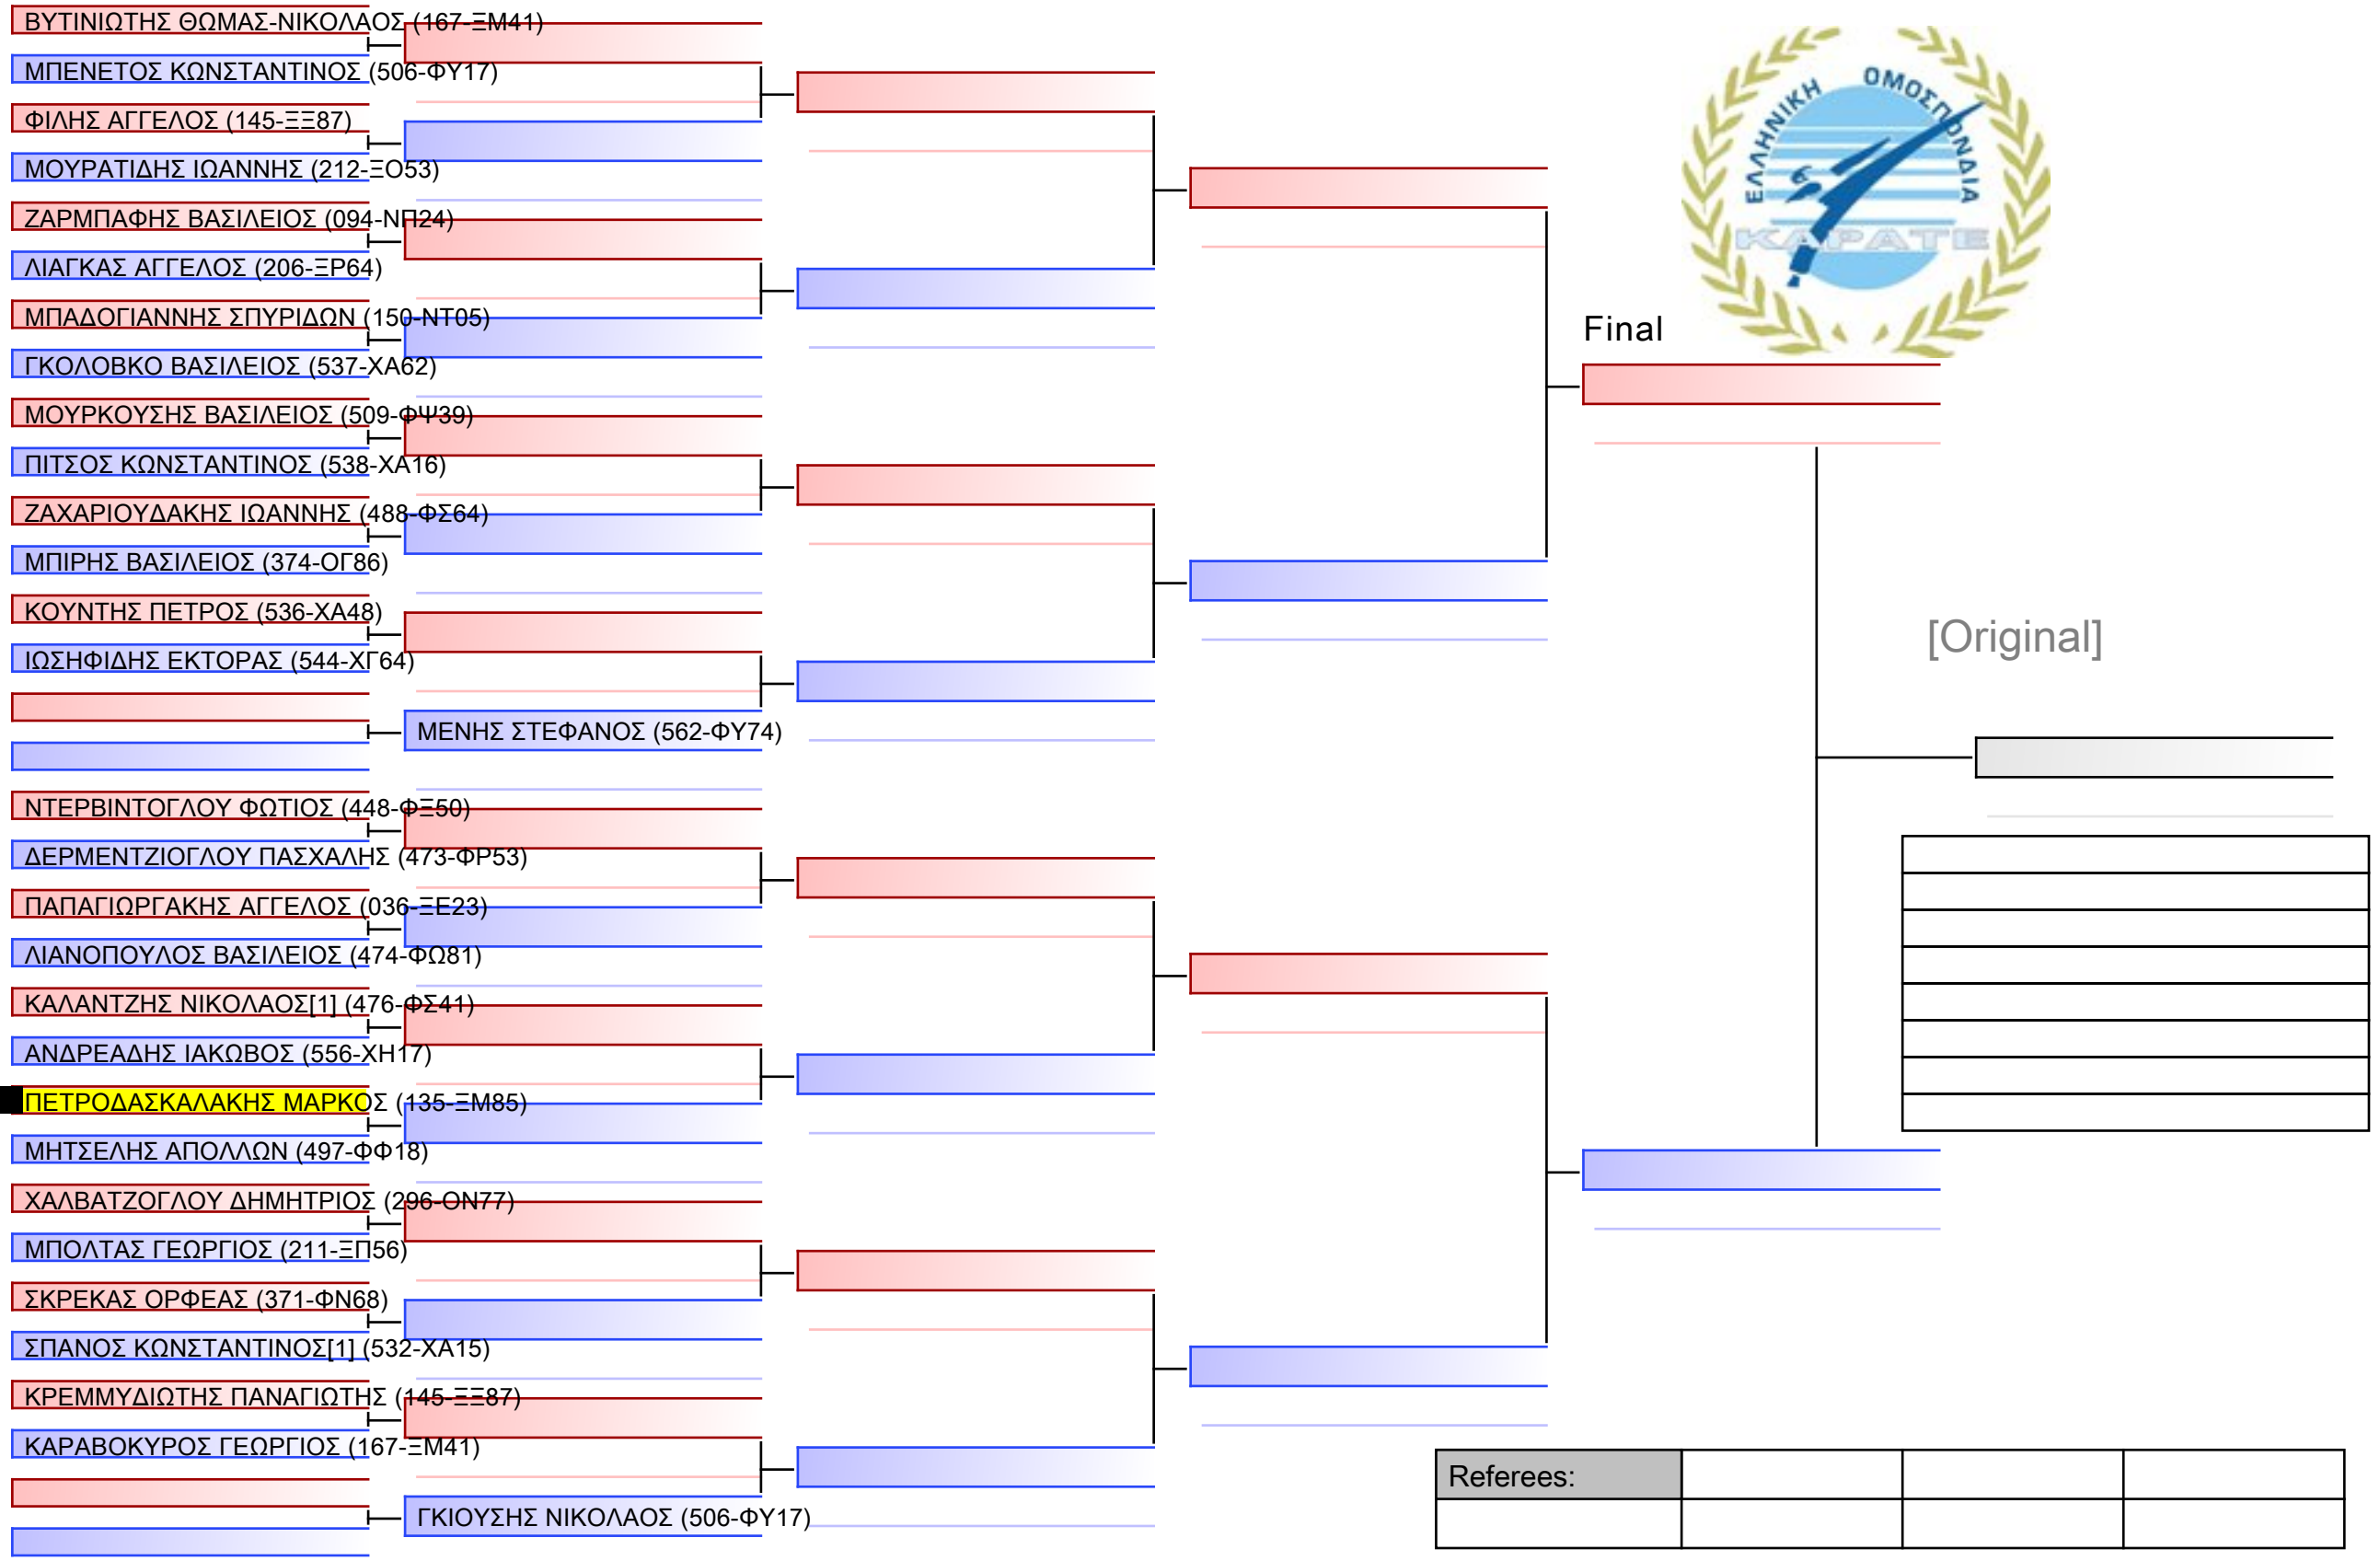 ΒΥΤΙΝΙΩΤΗΣ ΘΩΜΑΣ-ΝΙΚΟΛΑΟΣ (167-ΞΜ41)
ΜΠΕΝΕΤΟΣ ΚΩΝΣΤΑΝΤΙΝΟΣ (506-ΦΥ17)
ΦΙΛΗΣ ΑΓΓΕΛΟΣ (145-ΞΞ87)
ΜΟΥΡΑΤΙΔΗΣ ΙΩΑΝΝΗΣ (212-ΞΟ53)
ΖΑΡΜΠΑΦΗΣ ΒΑΣΙΛΕΙΟΣ (094-ΝΠ24)
ΛΙΑΓΚΑΣ ΑΓΓΕΛΟΣ (206-ΞΡ64)
ΜΠΑΔΟΓΙΑΝΝΗΣ ΣΠΥΡΙΔΩΝ (150-ΝΤ05)
ΓΚΟΛΟΒΚΟ ΒΑΣΙΛΕΙΟΣ (537-ΧΑ62)
ΜΟΥΡΚΟΥΣΗΣ ΒΑΣΙΛΕΙΟΣ (509-ΦΨ39)
ΠΙΤΣΟΣ ΚΩΝΣΤΑΝΤΙΝΟΣ (538-ΧΑ16)
ΖΑΧΑΡΙΟΥΔΑΚΗΣ ΙΩΑΝΝΗΣ (488-ΦΣ64)
ΜΠΙΡΗΣ ΒΑΣΙΛΕΙΟΣ (374-ΟΓ86)
ΚΟΥΝΤΗΣ ΠΕΤΡΟΣ (536-ΧΑ48)
ΙΩΣΗΦΙΔΗΣ ΕΚΤΟΡΑΣ (544-ΧΓ64)
ΜΕΝΗΣ ΣΤΕΦΑΝΟΣ (562-ΦΥ74)
ΝΤΕΡΒΙΝΤΟΓΛΟΥ ΦΩΤΙΟΣ (448-ΦΞ50)
ΔΕΡΜΕΝΤΖΙΟΓΛΟΥ ΠΑΣΧΑΛΗΣ (473-ΦΡ53)
ΠΑΠΑΓΙΩΡΓΑΚΗΣ ΑΓΓΕΛΟΣ (036-ΞΕ23)
ΛΙΑΝΟΠΟΥΛΟΣ ΒΑΣΙΛΕΙΟΣ (474-ΦΩ81)
ΚΑΛΑΝΤΖΗΣ ΝΙΚΟΛΑΟΣ[1] (476-ΦΣ41)
ΑΝΔΡΕΑΔΗΣ ΙΑΚΩΒΟΣ (556-ΧΗ17)
ΠΕΤΡΟΔΑΣΚΑΛΑΚΗΣ ΜΑΡΚΟΣ (135-ΞΜ85)
ΜΗΤΣΕΛΗΣ ΑΠΟΛΛΩΝ (497-ΦΦ18)
ΧΑΛΒΑΤΖΟΓΛΟΥ ΔΗΜΗΤΡΙΟΣ (296-ΟΝ77)
ΜΠΟΛΤΑΣ ΓΕΩΡΓΙΟΣ (211-ΞΠ56)
ΣΚΡΕΚΑΣ ΟΡΦΕΑΣ (371-ΦΝ68)
ΣΠΑΝΟΣ ΚΩΝΣΤΑΝΤΙΝΟΣ[1] (532-ΧΑ15)
ΚΡΕΜΜΥΔΙΩΤΗΣ ΠΑΝΑΓΙΩΤΗΣ (145-ΞΞ87)
ΚΑΡΑΒΟΚΥΡΟΣ ΓΕΩΡΓΙΟΣ (167-ΞΜ41)
ΓΚΙΟΥΣΗΣ ΝΙΚΟΛΑΟΣ (506-ΦΥ17)
ΕΛΛΗΝΙΚΗ ΟΜΟΣΠΟΝΔΙΑ
ΚΑΡΑΤΕ
Final
[Original]
Referees: